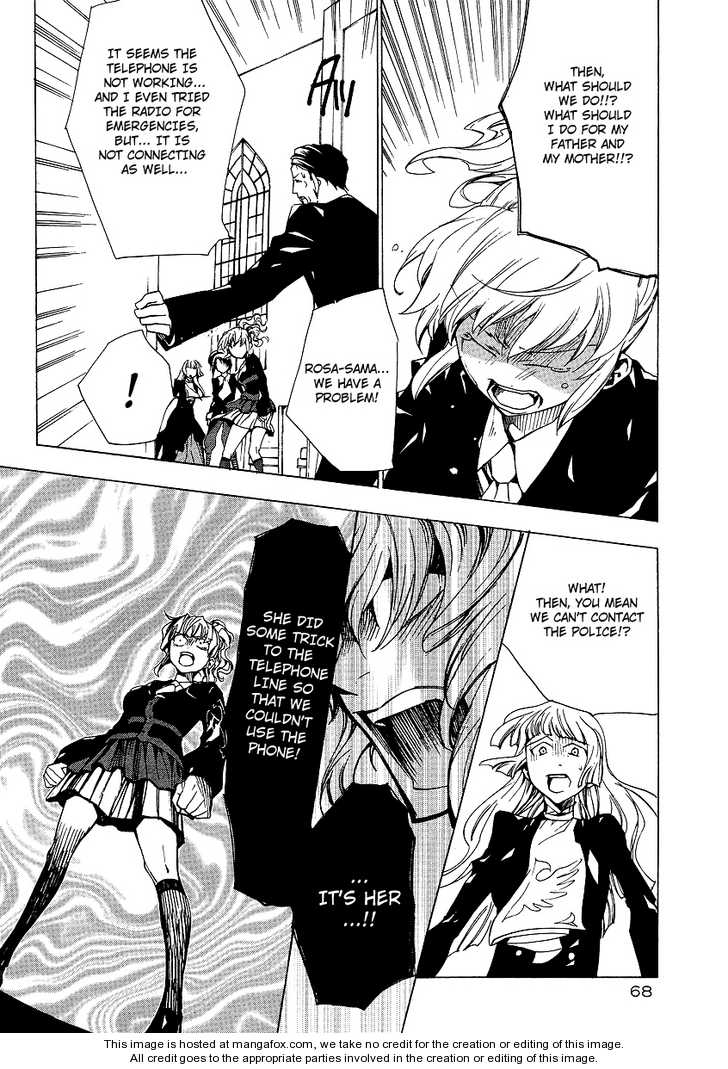 THEN,
WHAT SHOULD
WE DO!!?
WHAT SHOULD
I DO FOR MY
FATHER AND
MY MOTHER!!?
IT SEEMS THE
TELEPHONE IS
NOT WORKING...
AND I EVEN TRIED
THE RADIO FOR
EMERGENCIES,
BUT... IT IS
NOT CONNECTING
AS WELL...
ROSA-SAMA...
WE HAVE A
PROBLEM!
!
WHAT!
THEN, YOU MEAN
WE CAN'T CONTACT
THE POLICE!?
SHE DID
SOME TRICK
TO THE
TELEPHONE
LINE SO
THAT WE
COULDN'T
USE THE
PHONE!
...
IT'S HER
...!!
68
This image is hosted at mangafox.com, we take no credit for the creation or editing of this image.
All credit goes to the appropriate parties involved in the creation or editing of this image.